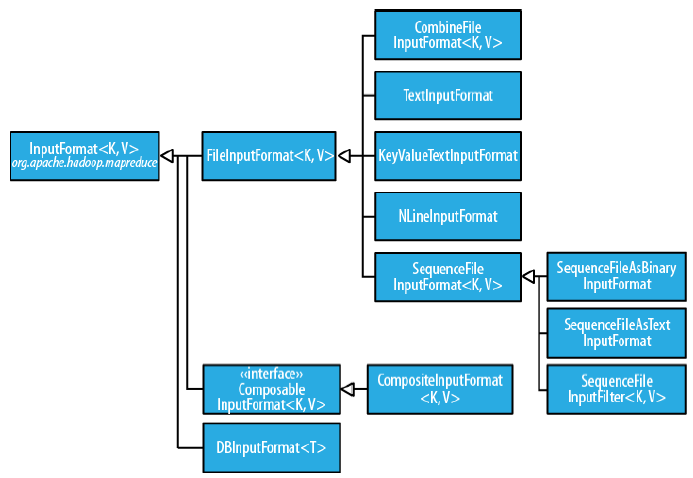 InputFormat<K, V>
org.apache.hadoop.mapreduce
FileInputFormat<K, V>
CombineFile
InputFormat<K, V>
TextInputFormat
KeyValueTextInputFormat
NLineInputFormat
SequenceFile
InputFormat<K, V>
SequenceFileAsBinary
InputFormat
SequenceFileAsText
InputFormat
SequenceFile
InputFilter<K, V>
«interface»
Composable
InputFormat<K, V>
CompositeInputFormat
<K, V>
DBInputFormat<T>